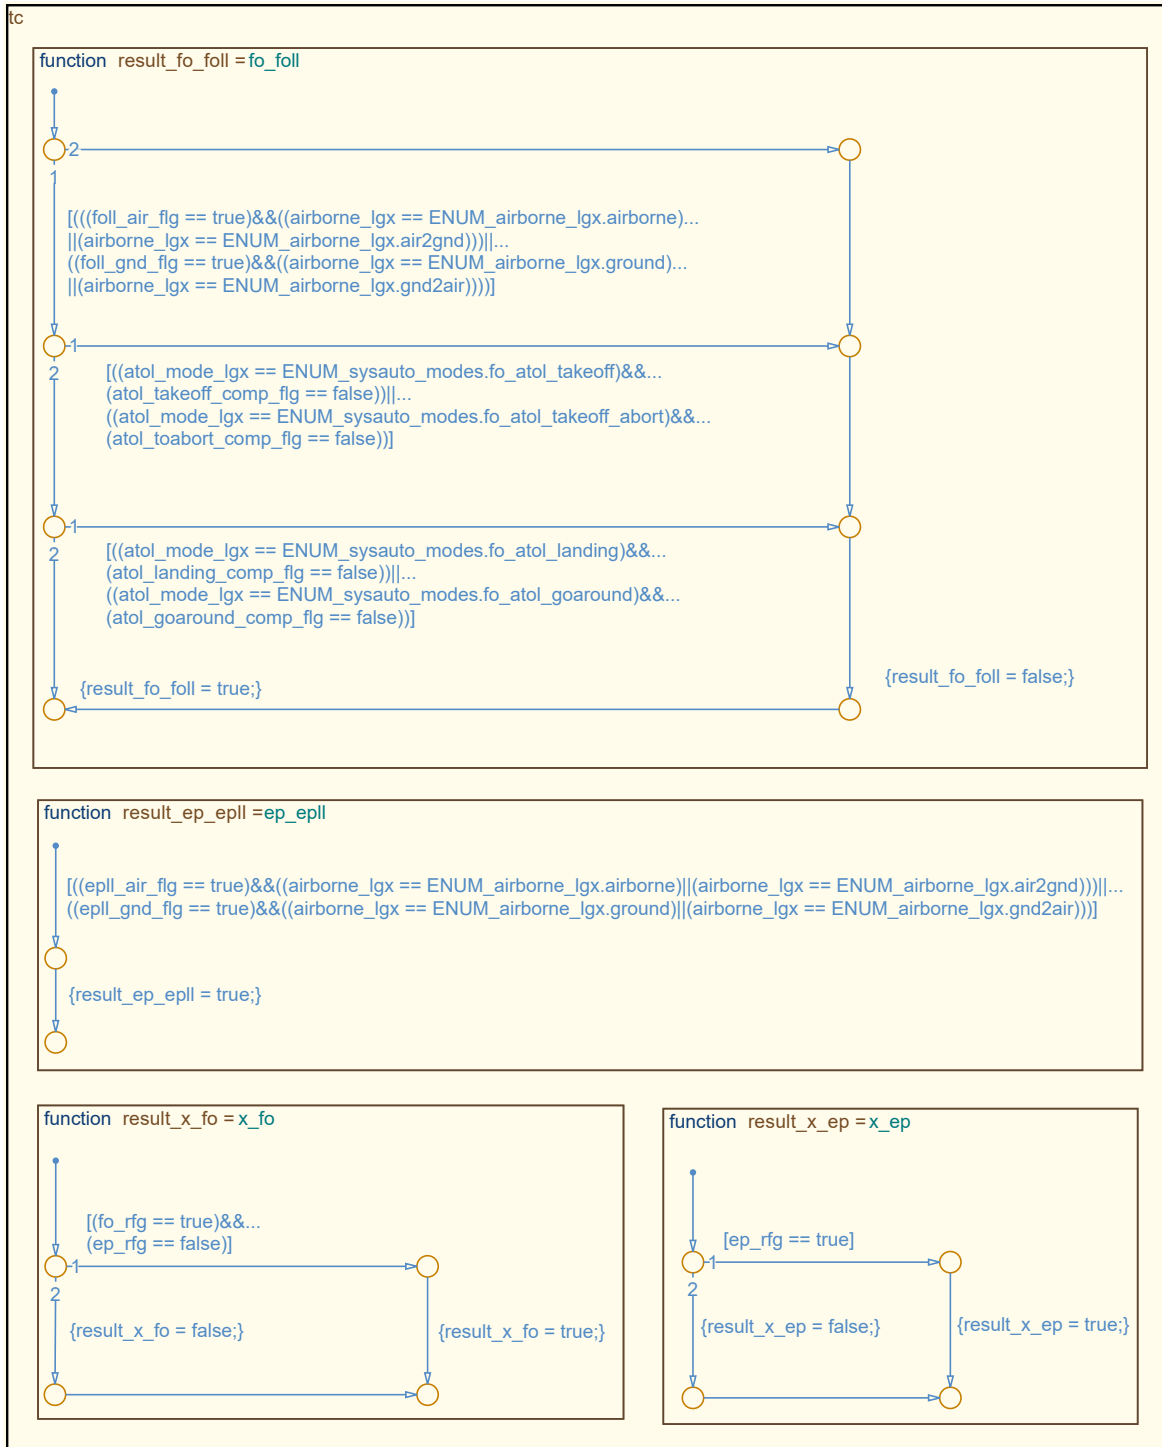 tc
function result_fo_foll = fo_foll
2
1
[(((foll_air_flg == true)&&((airborne_lgx == ENUM_airborne_lgx.airborne)...
||(airborne_lgx == ENUM_airborne_lgx.air2gnd)))||...
((foll_gnd_flg == true)&&((airborne_lgx == ENUM_airborne_lgx.ground)...
||(airborne_lgx == ENUM_airborne_lgx.gnd2air))))]
1
2
[((atol_mode_lgx == ENUM_sysauto_modes.fo_atol_takeoff)&&...
(atol_takeoff_comp_flg == false))||...
((atol_mode_lgx == ENUM_sysauto_modes.fo_atol_takeoff_abort)&&...
(atol_toabort_comp_flg == false))]
1
2
[((atol_mode_lgx == ENUM_sysauto_modes.fo_atol_landing)&&...
(atol_landing_comp_flg == false))||...
((atol_mode_lgx == ENUM_sysauto_modes.fo_atol_goaround)&&...
(atol_goaround_comp_flg == false))]
{result_fo_foll = true;}
{result_fo_foll = false;}
function result_ep_epll =ep_epll
[((epll_air_flg == true)&&((airborne_lgx == ENUM_airborne_lgx.airborne)||(airborne_lgx == ENUM_airborne_lgx.air2gnd)))||...
((epll_gnd_flg == true)&&((airborne_lgx == ENUM_airborne_lgx.ground)||(airborne_lgx == ENUM_airborne_lgx.gnd2air)))]
{result_ep_epll = true;}
function result_x_fo = x_fo
[(fo_rfg == true)&&...
(ep_rfg == false)]
1
2
{result_x_fo = false;}
{result_x_fo = true;}
function result_x_ep = x_ep
[ep_rfg == true]
1
2
{result_x_ep = false;}
{result_x_ep = true;}